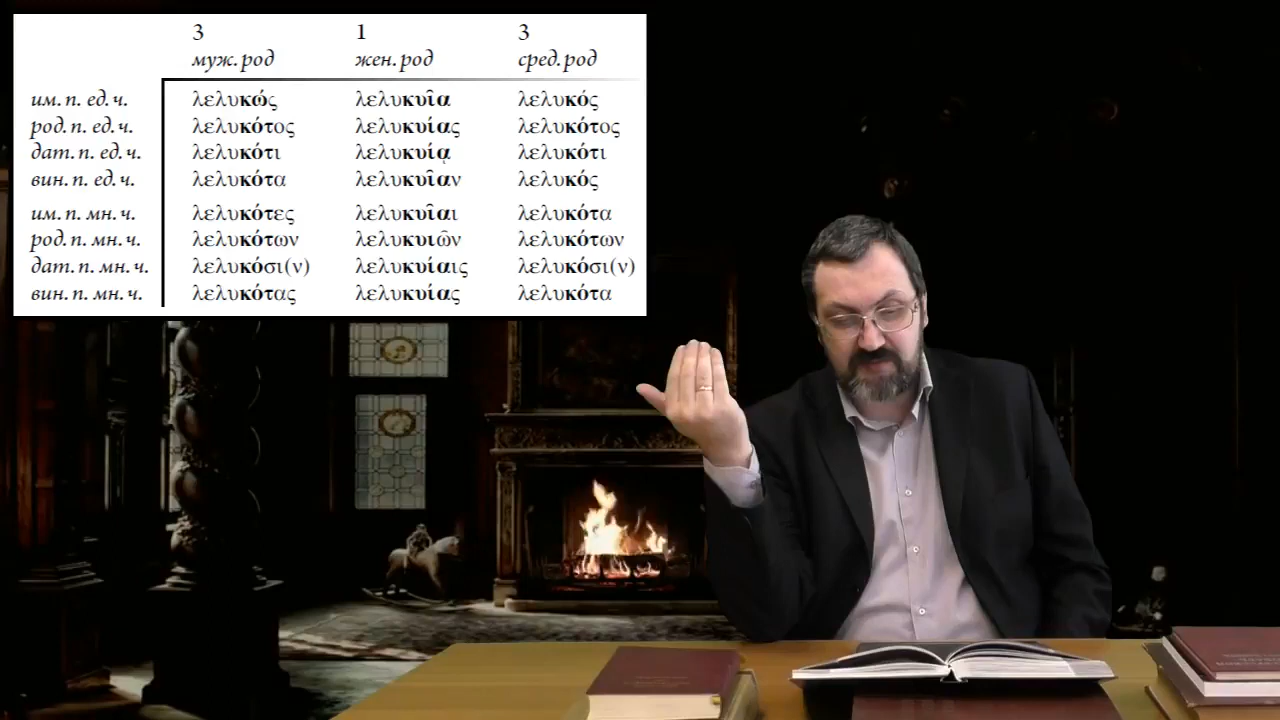 3 1 3
муж. род жен. род сред. род
им. п. ед. ч. λελυκώς λελυκυῖα λελυκός
род. п. ед. ч. λελυκότος λελυκυίας λελυκότος
дат. п. ед. ч. λελυκότι λελυκυίᾳ λελυκότι
вин. п. ед. ч. λελυκότα λελυκυῖαν λελυκός
им. п. мн. ч. λελυκότες λελυκυῖαι λελυκότα
род. п. мн. ч. λελυκότων λελυκυιῶν λελυκότων
дат. п. мн. ч. λελυκόσι(ν) λελυκυίαις λελυκόσι(ν)
вин. п. мн. ч. λελυκότας λελυκυίας λελυκότα